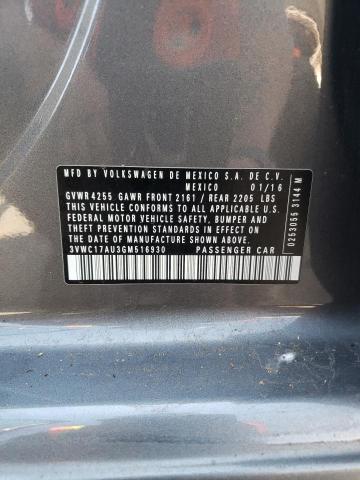 MFD BY VOLKSWAGEN DE MEXICO S.A. DE C.V.
MEXICO 01/16
GVWR 4255 GAWR FRONT 2161 / REAR 2205 LBS
THIS VEHICLE CONFORMS TO ALL APPLICABLE U.S.
FEDERAL MOTOR VEHICLE SAFETY, BUMPER AND
THEFT PREVENTION STANDARDS IN EFFECT ON
THE DATE OF MANUFACTURE SHOWN ABOVE.
3VWC17AU3GM516930 PASSENGER CAR
0253055 3144 M